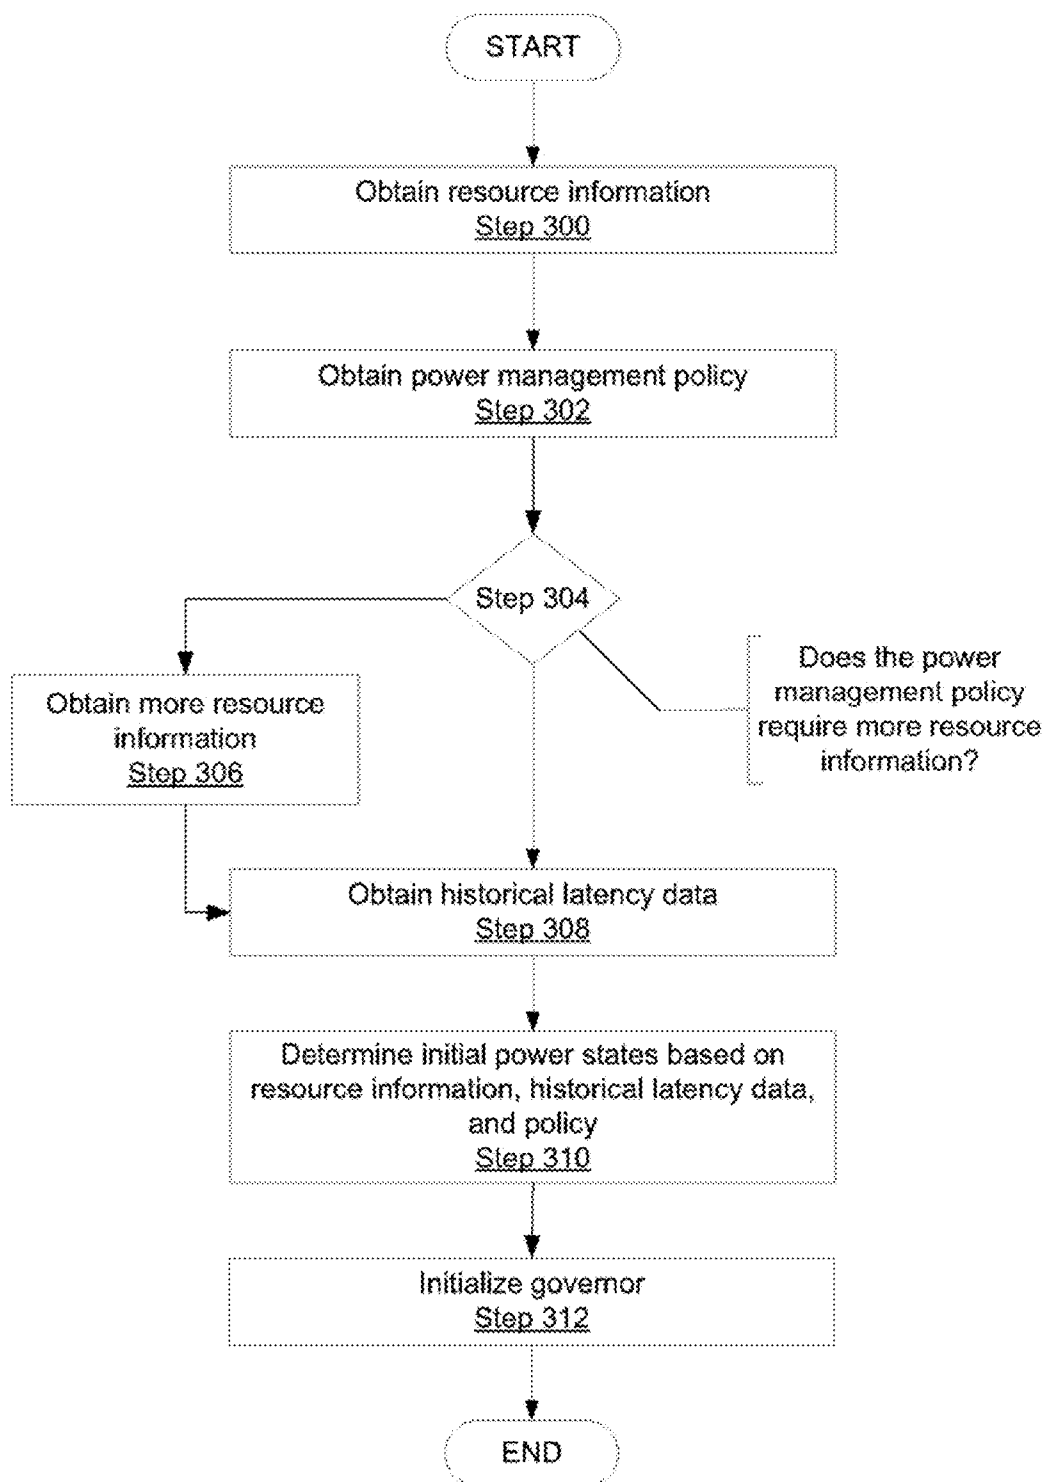 START
Obtain resource information
Step 300
Obtain power management policy
Step 302
Step 304
Does the power
management policy
require more resource
information?
Obtain more resource
information
Step 306
Obtain historical latency data
Step 308
Determine initial power states based on
resource information, historical latency data,
and policy
Step 310
Initialize governor
Step 312
END